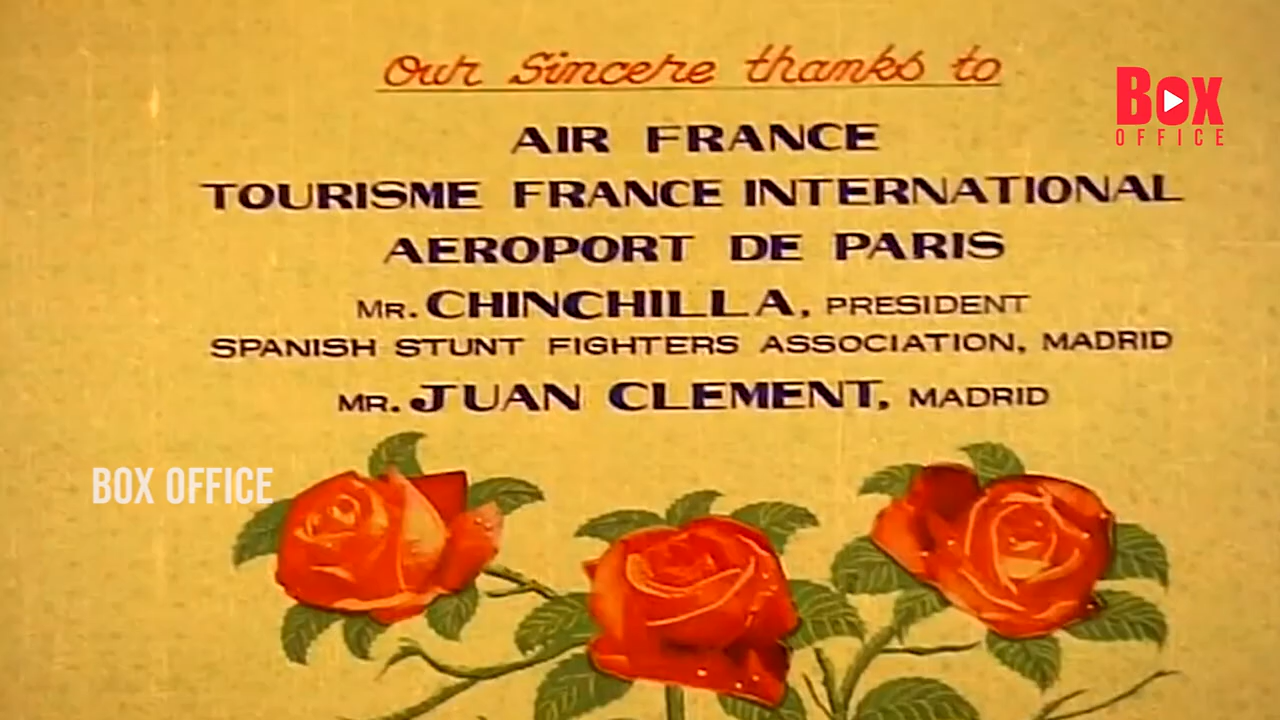 Our Sincere thanks to
AIR FRANCE
TOURISME FRANCE INTERNATIONAL
AEROPORT DE PARIS
MR. CHINCHILLA, PRESIDENT
SPANISH STUNT FIGHTERS ASSOCIATION, MADRID
MR. JUAN CLEMENT, MADRID
BOX
OFFICE
BOX OFFICE